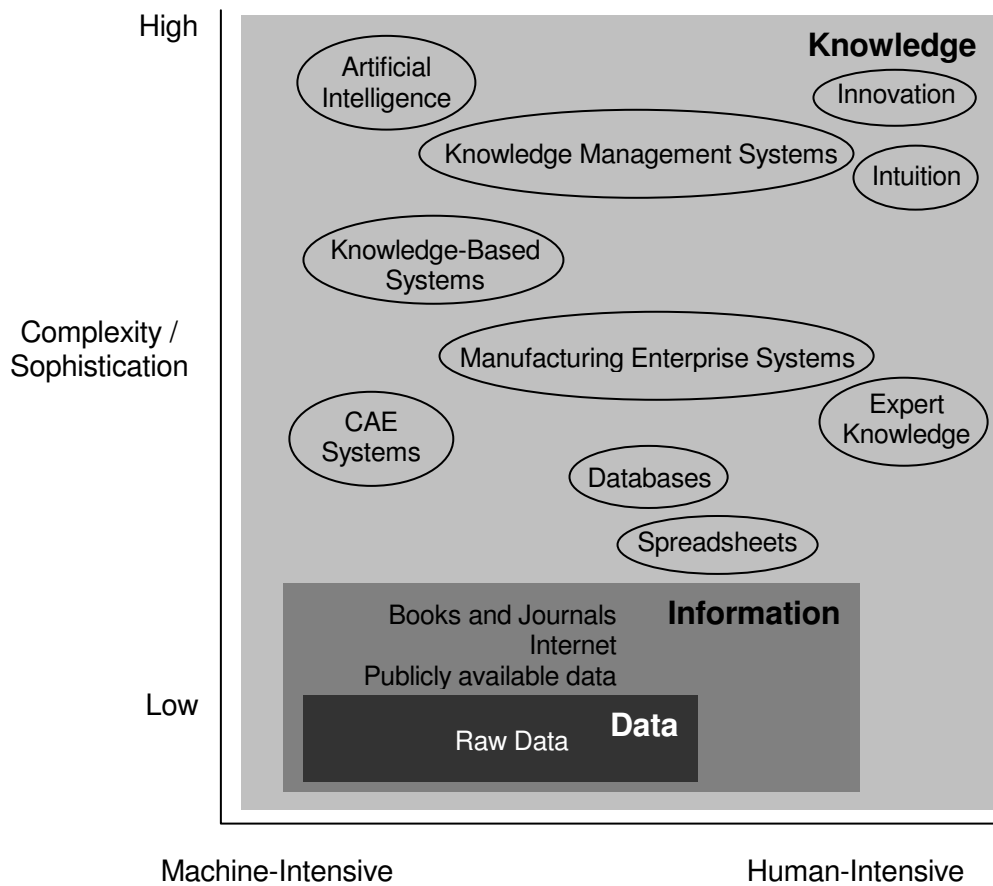 High
Knowledge
Artificial
Intelligence
Innovation
Knowledge Management Systems
Intuition
Knowledge-Based
Systems
Complexity /
Sophistication
Manufacturing Enterprise Systems
CAE
Systems
Expert
Knowledge
Databases
Spreadsheets
Information
Books and Journals
Internet
Publicly available data
Low
Data
Raw Data
Machine-Intensive
Human-Intensive